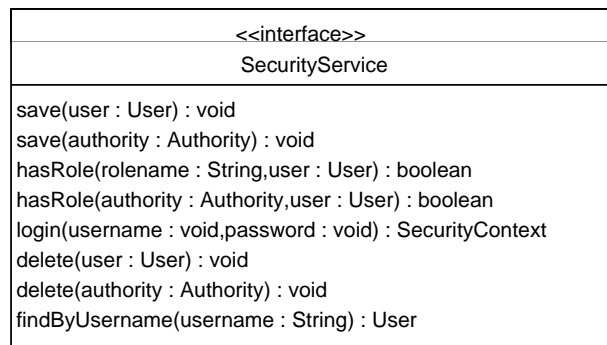 <<interface>>
SecurityService
save(user : User) : void
save(authority : Authority) : void
hasRole(rolename : String,user : User) : boolean
hasRole(authority : Authority,user : User) : boolean
login(username : void,password : void) : SecurityContext
delete(user : User) : void
delete(authority : Authority) : void
findByUsername(username : String) : User